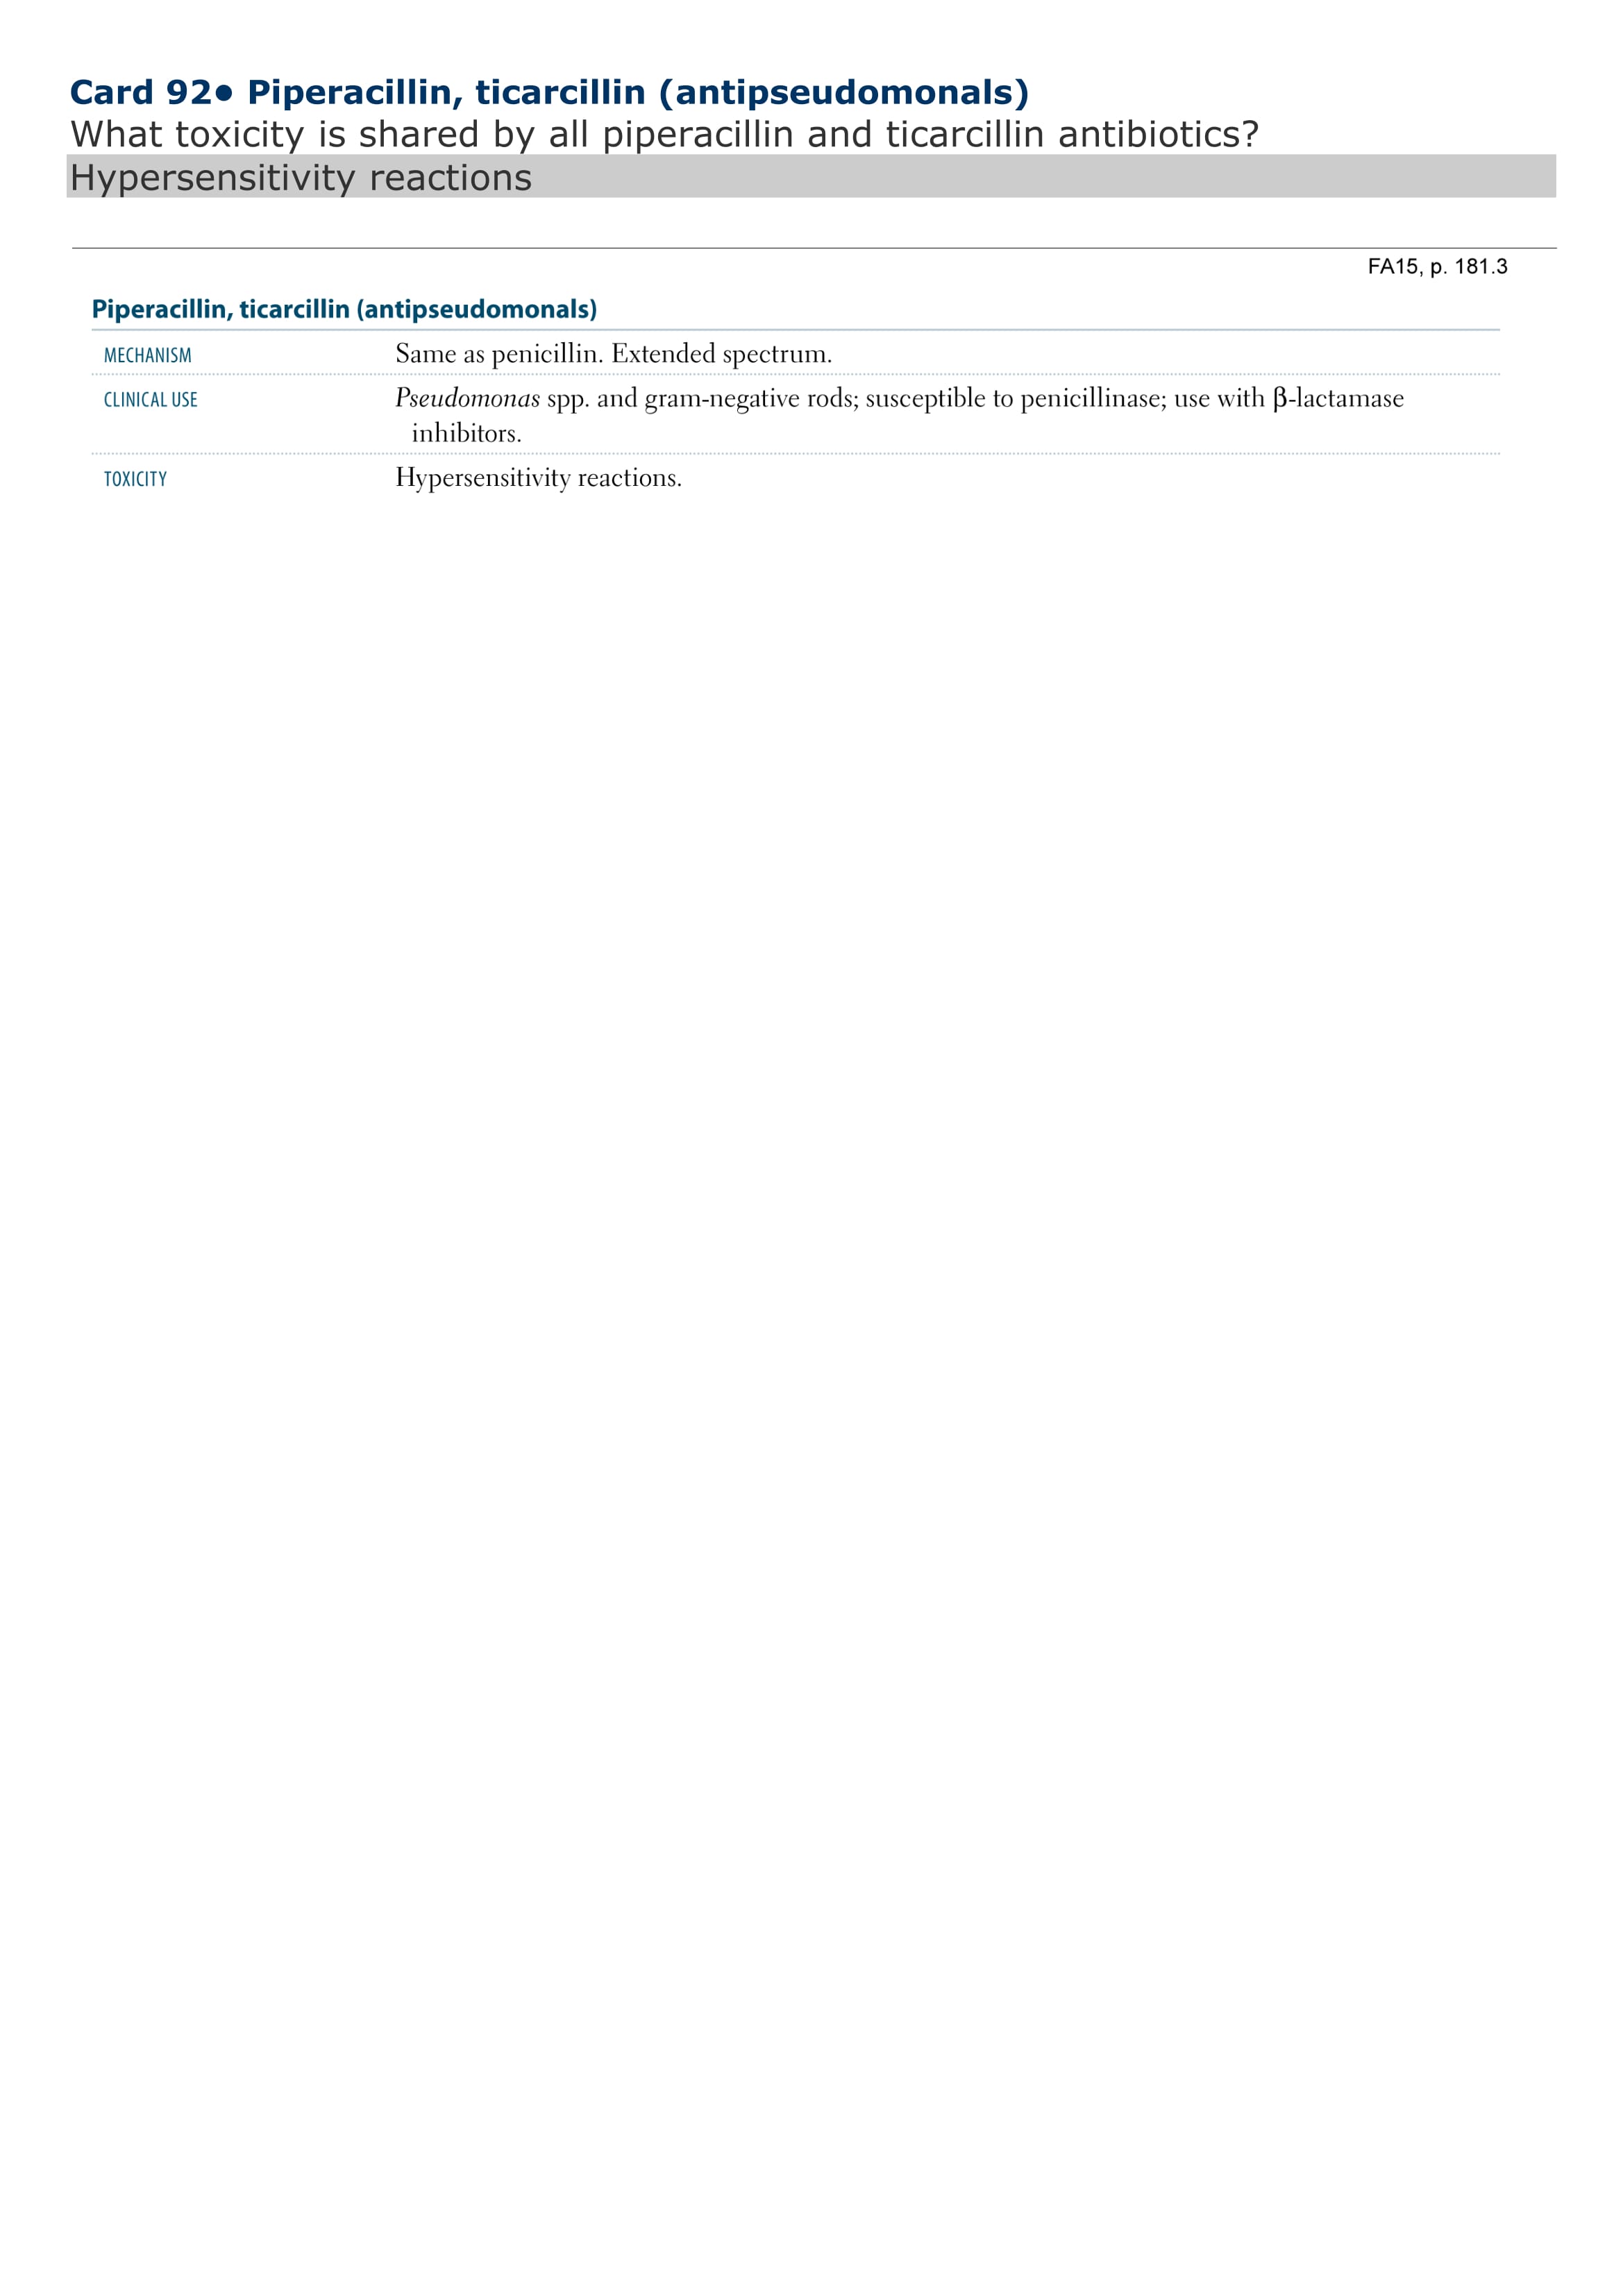 Card 92• Piperacillin, ticarcillin (antipseudomonals)
What toxicity is shared by all piperacillin and ticarcillin antibiotics?
Hypersensitivity reactions
FA15, p. 181.3
Piperacillin, ticarcillin (antipseudomonals)
MECHANISM Same as penicillin. Extended spectrum.
CLINICAL USE Pseudomonas spp. and gram-negative rods; susceptible to penicillinase; use with β-lactamase
inhibitors.
TOXICITY Hypersensitivity reactions.